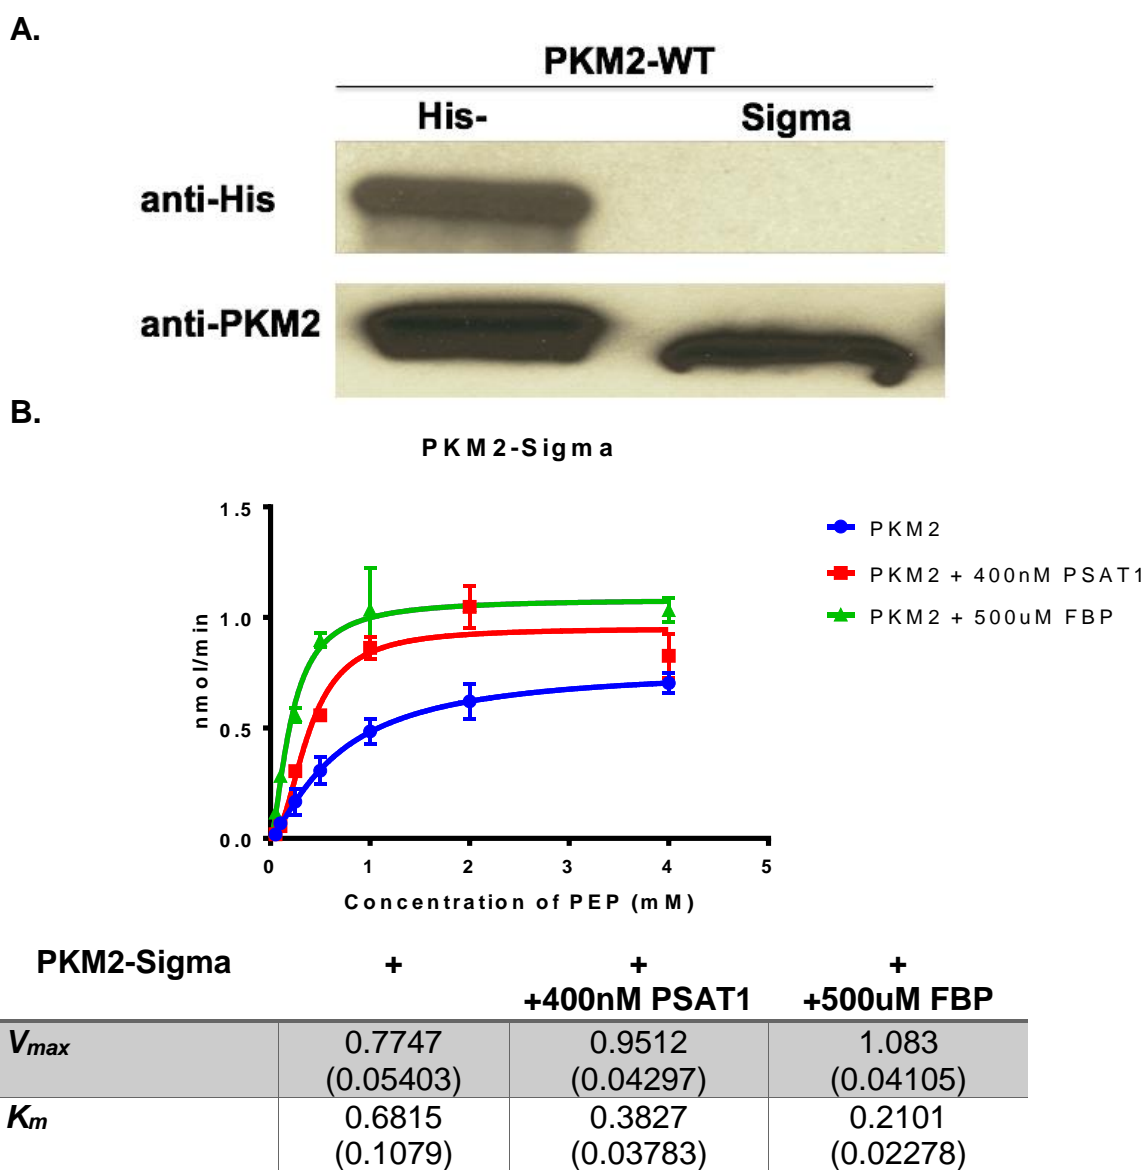 A.
PKM2-WT
His- Sigma
anti-His
anti-PKM2
B.
PKM2-Sigma
1.5
1.0
0.5
0.0
nmol/min
0 1 2 3 4 5
Concentration of PEP (mM)
PKM2
PKM2 + 400nM PSAT1
PKM2 + 500uM FBP
PKM2-Sigma + + +
+400nM PSAT1 +500uM FBP
Vmax 0.7747 0.9512 1.083
(0.05403) (0.04297) (0.04105)
Km 0.6815 0.3827 0.2101
(0.1079) (0.03783) (0.02278)